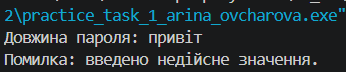 2\practice_task_1_arina_ovcharova.exe"
Довжина пароля: привіт
Помилка: введено недійсне значення.